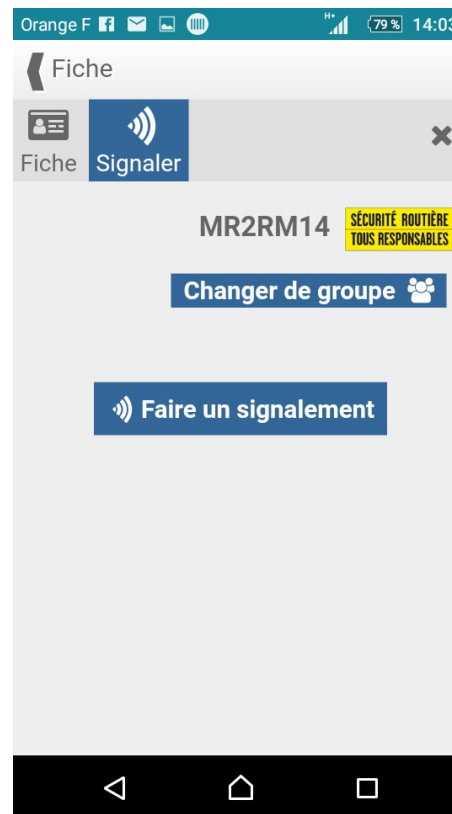 Orange F 79 % 14:03
Fiche
Fiche Signaler
MR2RM14 SÉCURITÉ ROUTIÈRE
TOUS RESPONSABLES
Changer de groupe
Faire un signalement